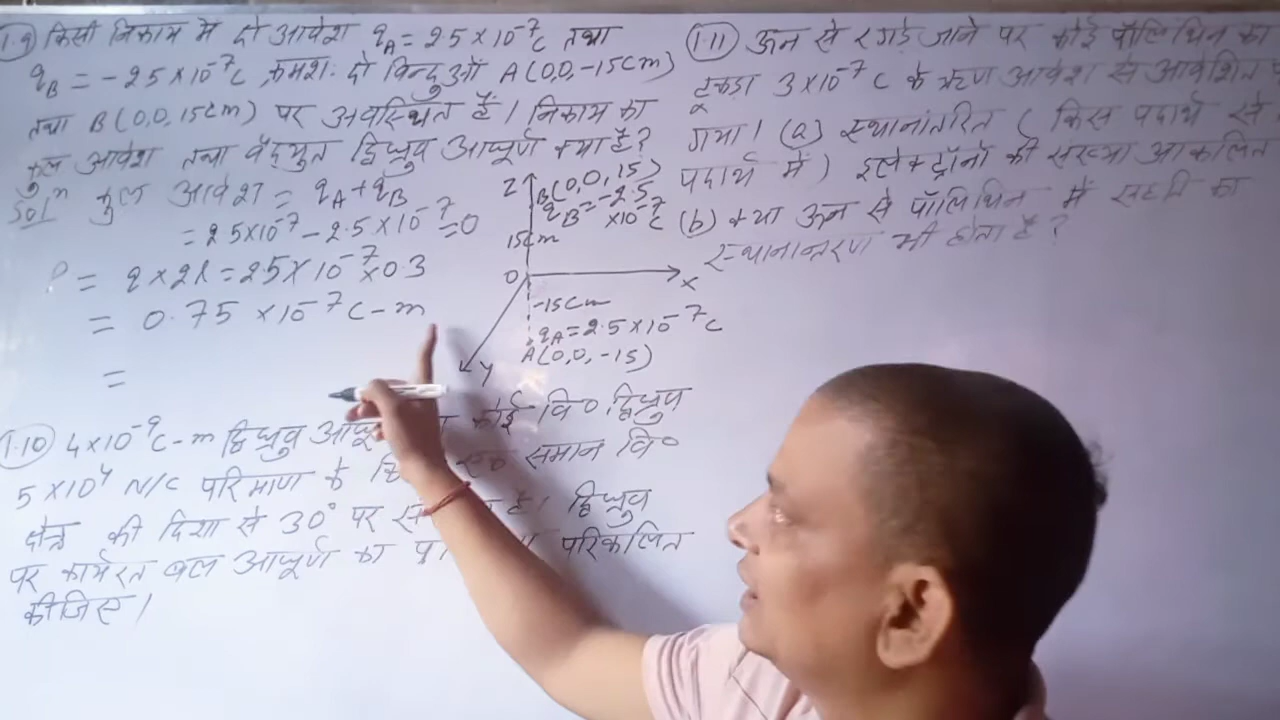 1.9 किसी निकाय में दो आवेश qA = 2.5×10⁻⁷C तथा
qB = -2.5×10⁻⁷C क्रमशः दो बिन्दुओं A(0,0,-15cm)
तथा B(0,0,15cm) पर अवस्थित हैं। निकाय का
कुल आवेश तथा वैद्युत द्विध्रुव आघूर्ण क्या है?
Solⁿ कुल आवेश = qA+qB
= 2.5×10⁻⁷ - 2.5×10⁻⁷ = 0
P = q×2l = 2.5×10⁻⁷×0.3
= 0.75×10⁻⁷C-m
=
Z
B(0,0,15)
qB = -2.5
×10⁻⁷C
15cm
O
X
-15cm
qA = 2.5×10⁻⁷C
A(0,0,-15)
Y
1.10 4×10⁻⁹C-m द्विध्रुव कोई वि० द्विध्रुव
5×10⁴ N/C परिमाण के समान वि०
क्षेत्र की दिशा से 30° पर है। द्विध्रुव
पर कार्यरत बल आघूर्ण का परिकलित
कीजिए।
1.11 ऊन से रगड़े जाने पर कोई पॉलिथिन का
टुकड़ा 3×10⁻⁷C के ऋण आवेश से आवेशित
गया। (a) स्थानांतरित (किस पदार्थ से
पदार्थ में) इलेक्ट्रॉनों की संख्या आकलित
(b) क्या ऊन से पॉलिथिन में संहति का
स्थानान्तरण भी होता है?